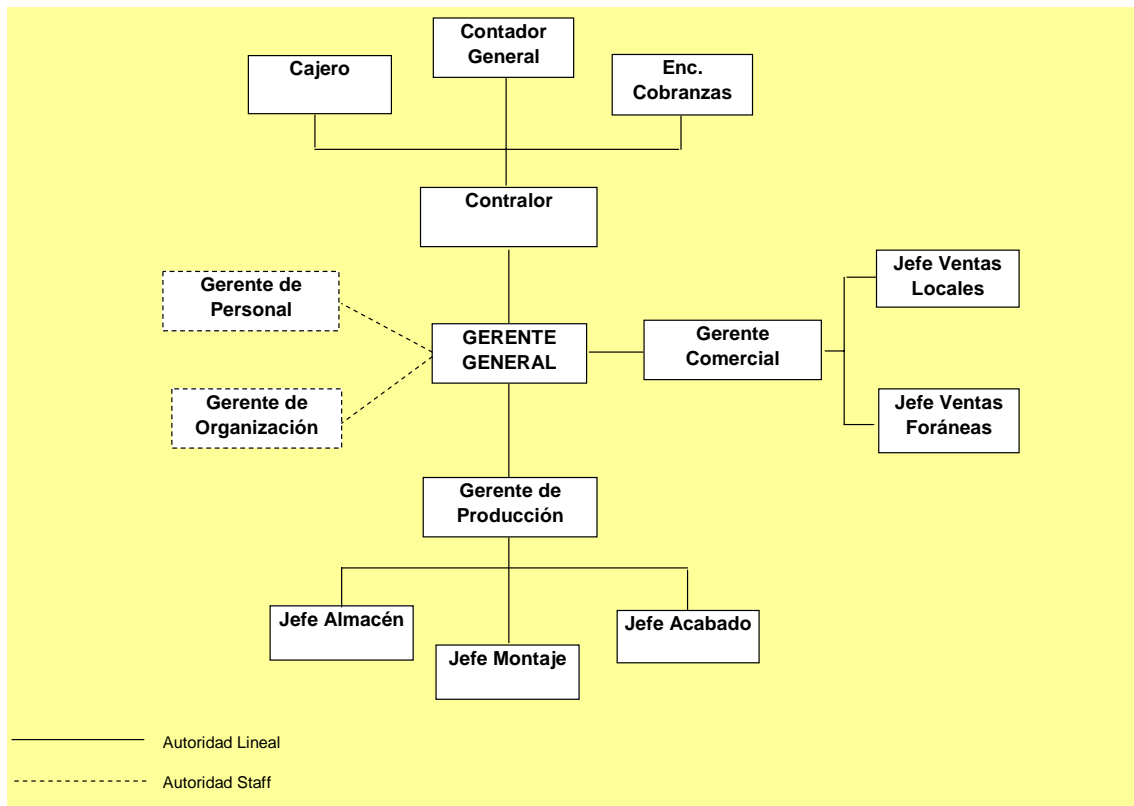 Contador
General
Cajero
Enc.
Cobranzas
Contralor
Gerente de
Personal
Jefe Ventas
Locales
GERENTE
GENERAL
Gerente
Comercial
Gerente de
Organización
Jefe Ventas
Foráneas
Gerente de
Producción
Jefe Almacén
Jefe Montaje
Jefe Acabado
Autoridad Lineal
Autoridad Staff